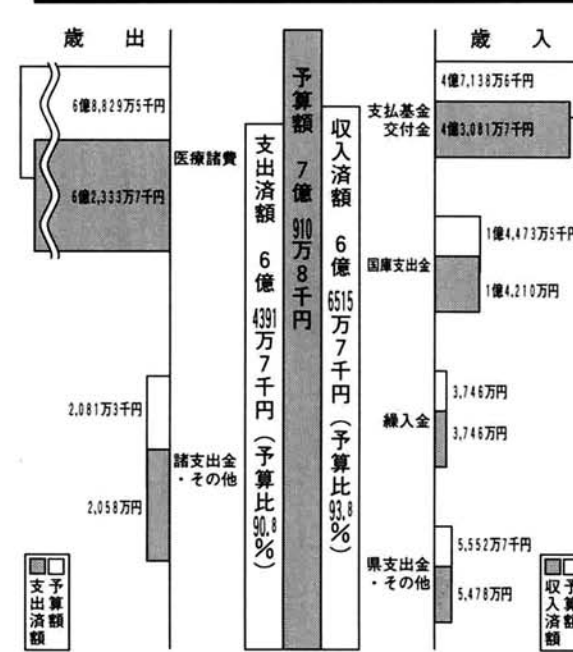 歳出
6億8,829万5千円
6億2,333万7千円
医療諸費
2,081万3千円
2,058万円
諸支出金
・その他
予算額
支出済額
支出済額 6億4391万7千円(予算比90.8%)
予算額 7億910万8千円
収入済額 6億6515万7千円(予算比93.8%)
歳入
4億7,138万6千円
4億3,081万7千円
支払基金
交付金
1億4,473万5千円
1億4,210万円
国庫支出金
3,746万円
3,746万円
繰入金
5,552万7千円
5,478万円
県支出金
・その他
予算額
収入済額